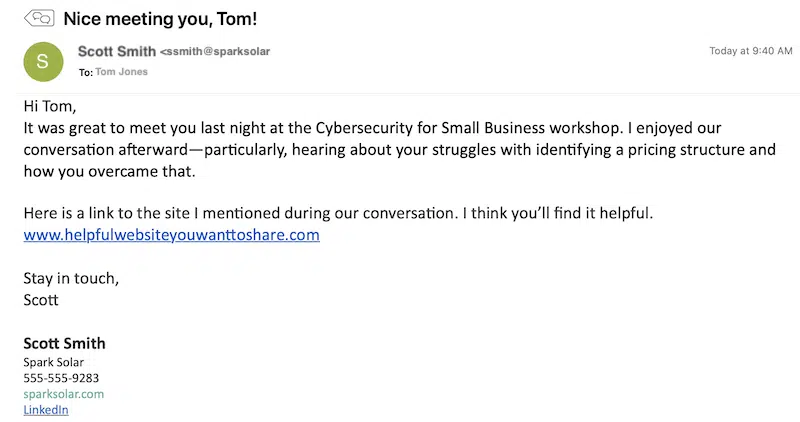 Nice meeting you, Tom!
S
Scott Smith <ssmith@sparksolar
Today at 9:40 AM
To: Tom Jones
Hi Tom,
It was great to meet you last night at the Cybersecurity for Small Business workshop. I enjoyed our
conversation afterward—particularly, hearing about your struggles with identifying a pricing structure and
how you overcame that.
Here is a link to the site I mentioned during our conversation. I think you’ll find it helpful.
www.helpfulwebsiteyouwanttoshare.com
Stay in touch,
Scott
Scott Smith
Spark Solar
555-555-9283
sparksolar.com
LinkedIn